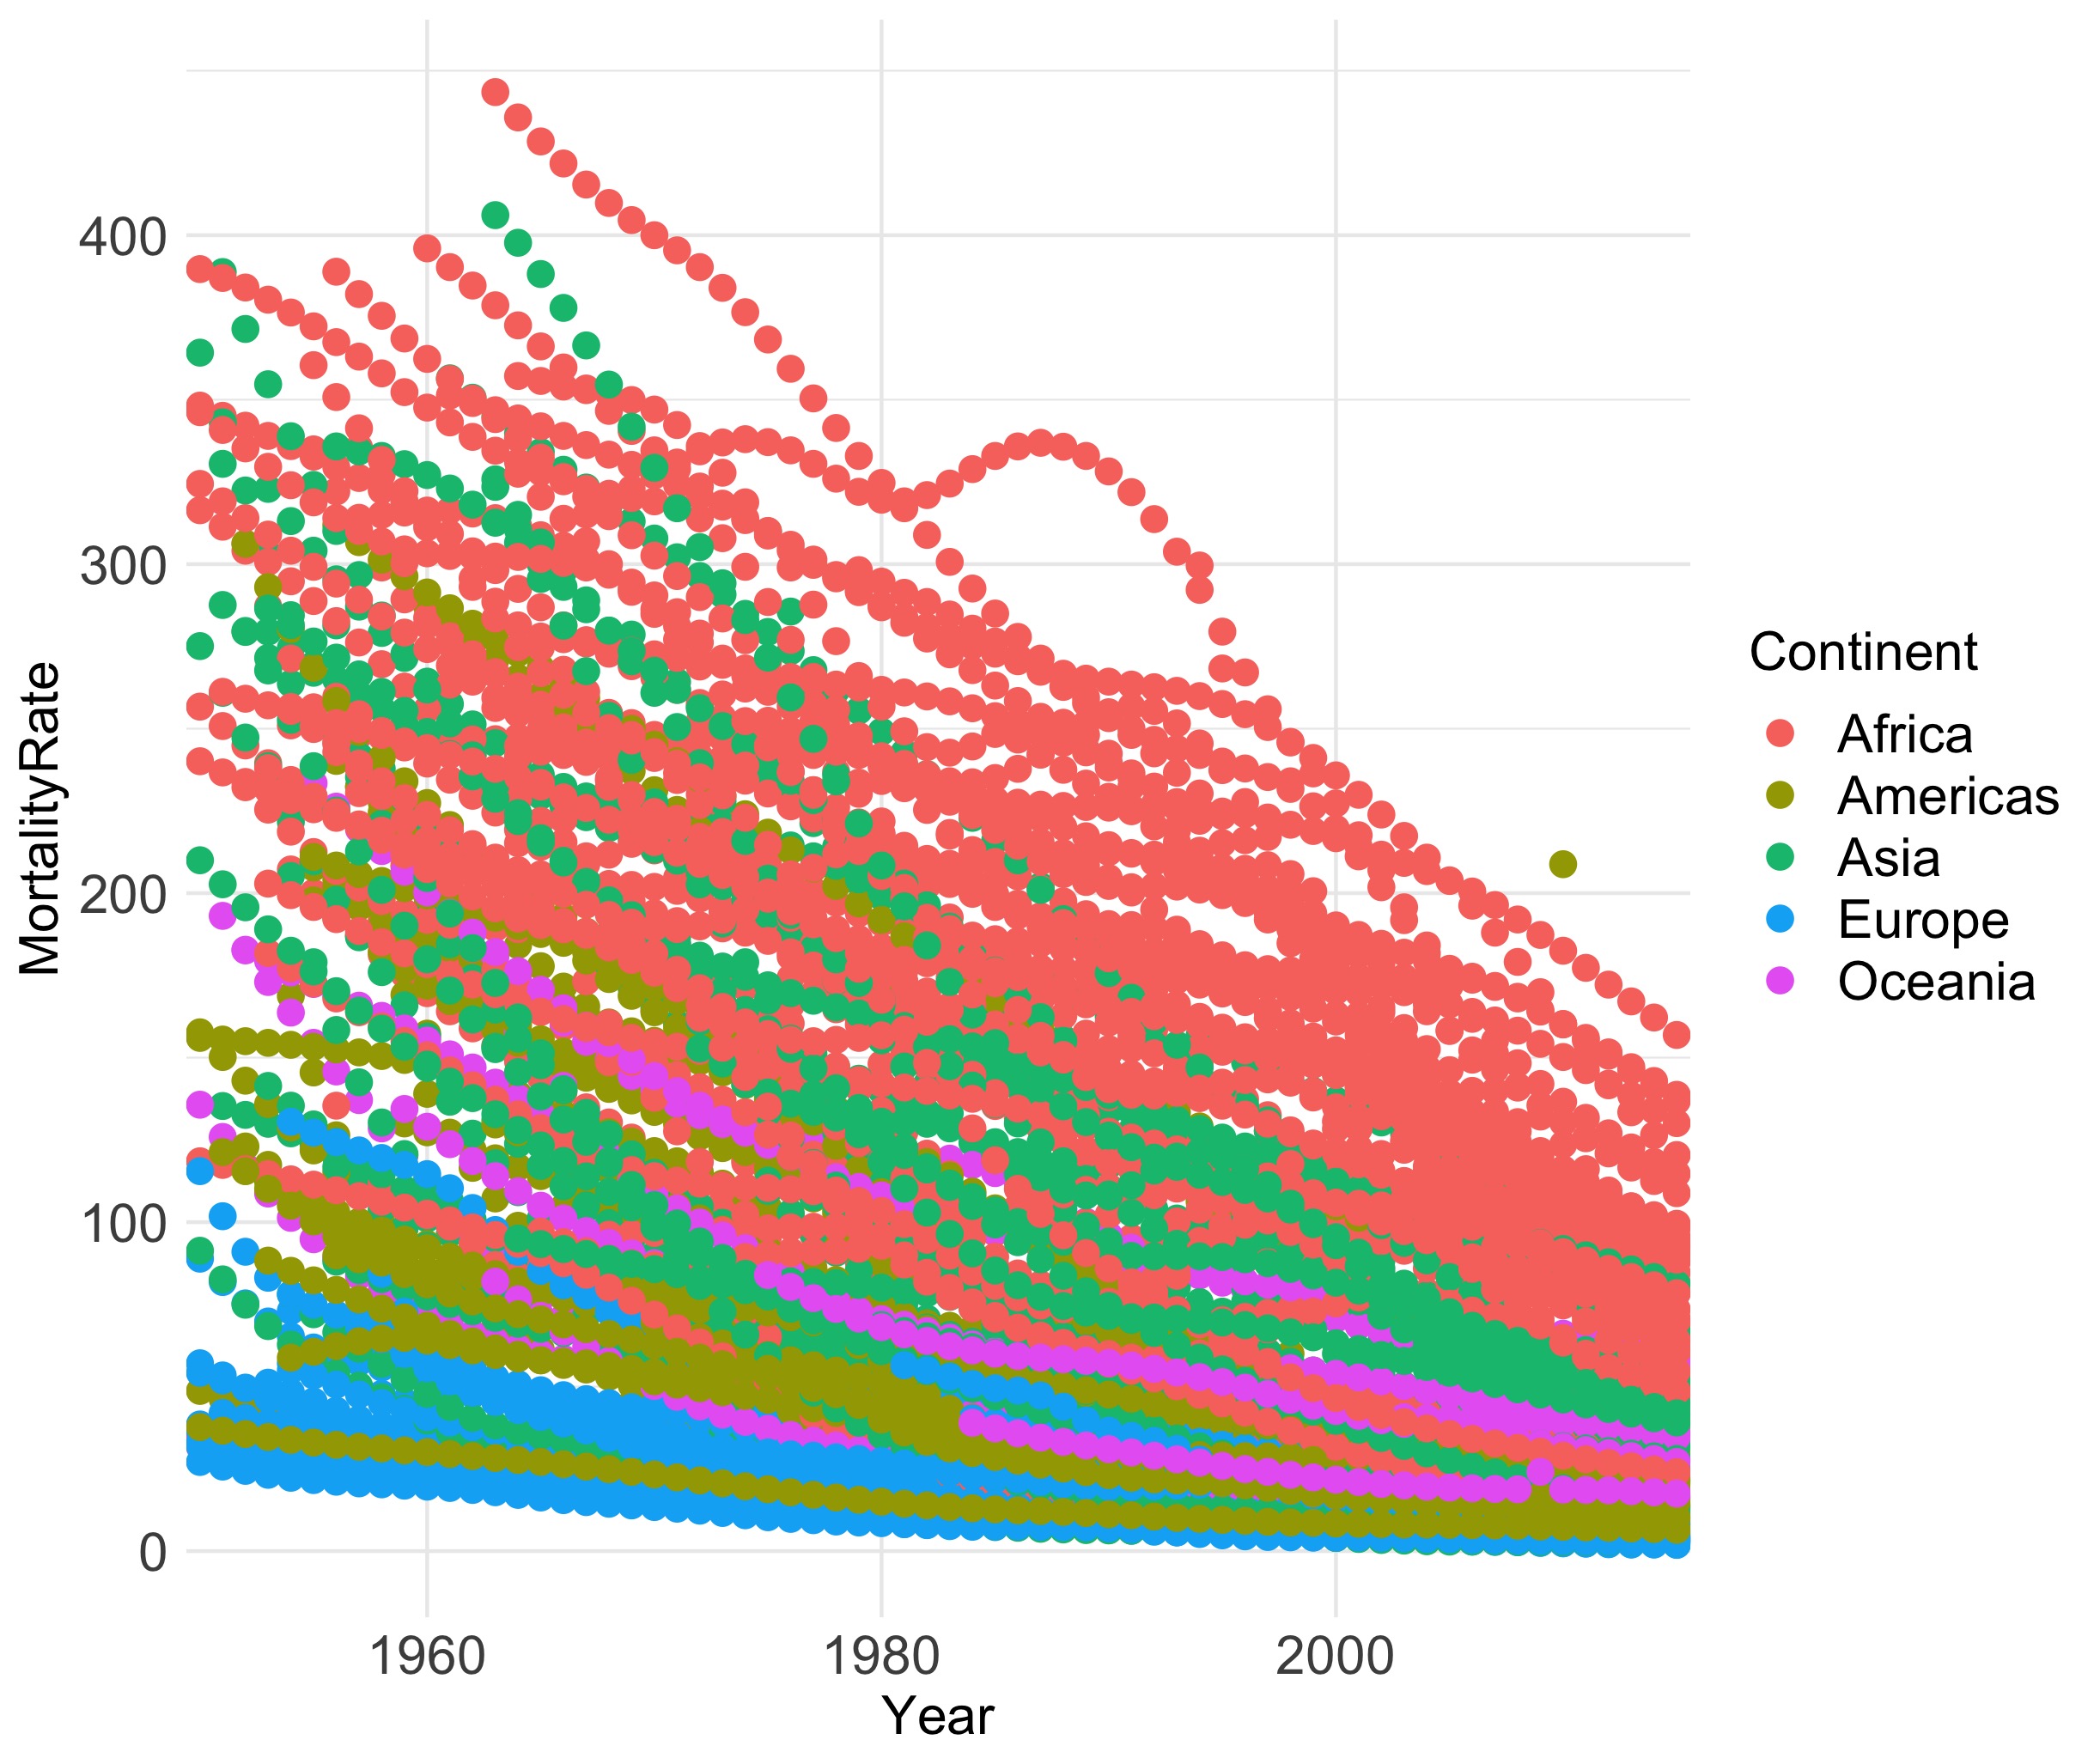 MortalityRate
400
300
200
100
0
1960
1980
2000
Year
Continent
Africa
Americas
Asia
Europe
Oceania